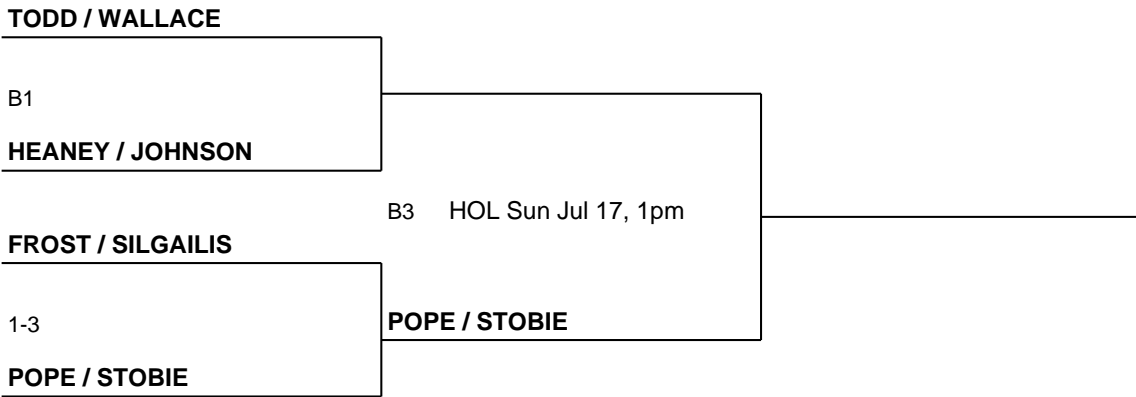 TODD / WALLACE
B1
HEANEY / JOHNSON
B3 HOL Sun Jul 17, 1pm
FROST / SILGAILIS
1-3
POPE / STOBIE
POPE / STOBIE